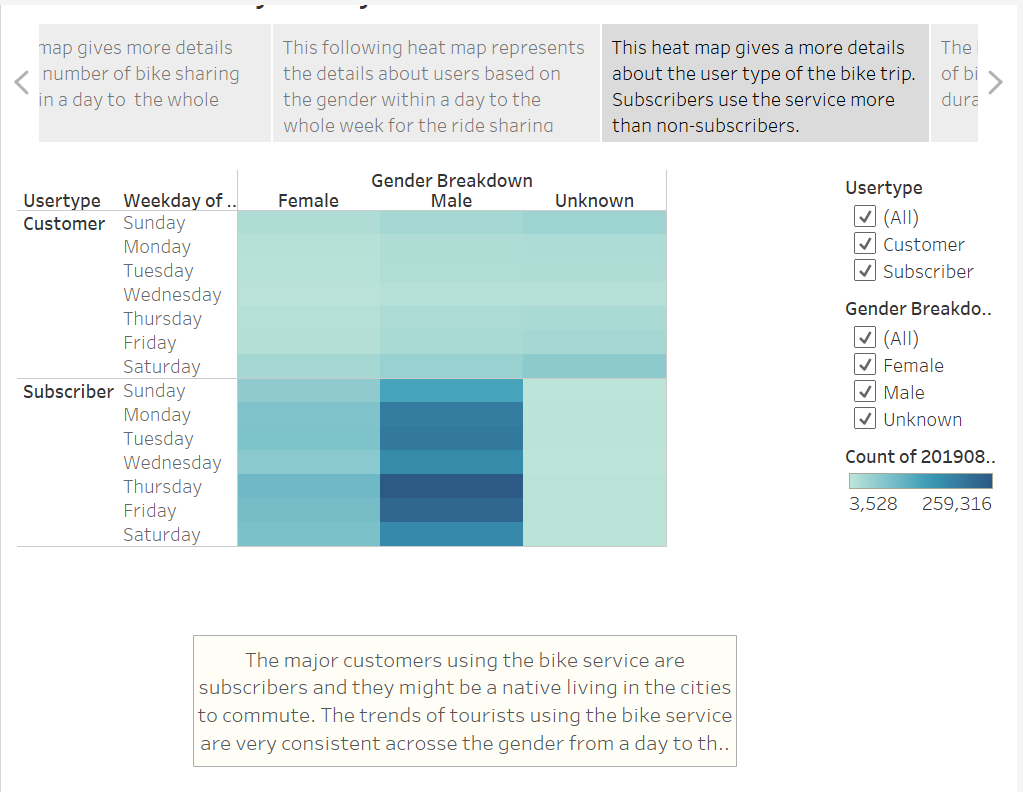 map gives more details
number of bike sharing
in a day to the whole
This following heat map represents
the details about users based on
the gender within a day to the
whole week for the ride sharing
This heat map gives a more details
about the user type of the bike trip.
Subscribers use the service more
than non-subscribers.
The
of bi
dura
Gender Breakdown
Usertype Weekday of .. Female Male Unknown
Customer Sunday
Monday
Tuesday
Wednesday
Thursday
Friday
Saturday
Subscriber Sunday
Monday
Tuesday
Wednesday
Thursday
Friday
Saturday
Usertype
(All)
Customer
Subscriber
Gender Breakdo..
(All)
Female
Male
Unknown
Count of 201908..
3,528 259,316
The major customers using the bike service are
subscribers and they might be a native living in the cities
to commute. The trends of tourists using the bike service
are very consistent acrosse the gender from a day to th..